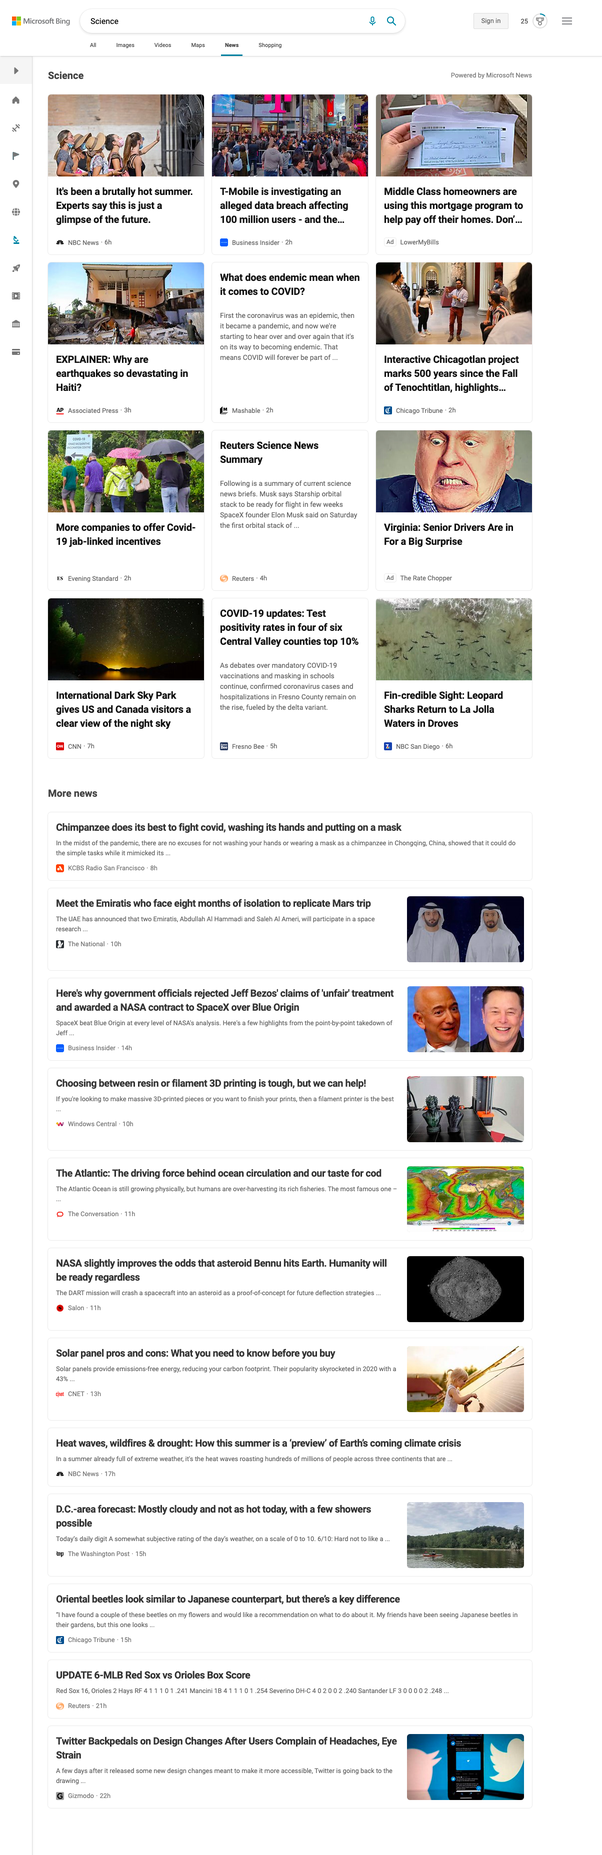 Microsoft Bing
Science
Sign in
25
All Images Videos Maps News Shopping
Science
Powered by Microsoft News
It's been a brutally hot summer.
Experts say this is just a
glimpse of the future.
NBC News · 6h
T-Mobile is investigating an
alleged data breach affecting
100 million users - and the...
Business Insider · 2h
Middle Class homeowners are
using this mortgage program to
help pay off their homes. Don'...
Ad LowerMyBills
EXPLAINER: Why are
earthquakes so devastating in
Haiti?
AP Associated Press · 3h
What does endemic mean when
it comes to COVID?
First the coronavirus was an epidemic, then
it became a pandemic, and now we're
starting to hear over and over again that it's
on its way to becoming endemic. That
means COVID will forever be part of ...
Mashable · 2h
Interactive Chicagotlan project
marks 500 years since the Fall
of Tenochtitlan, highlights...
Chicago Tribune · 2h
More companies to offer Covid-
19 jab-linked incentives
ES Evening Standard · 2h
Reuters Science News
Summary
Following is a summary of current science
news briefs. Musk says Starship orbital
stack to be ready for flight in few weeks
SpaceX founder Elon Musk said on Saturday
the first orbital stack of ...
Reuters · 4h
Virginia: Senior Drivers Are in
For a Big Surprise
Ad The Rate Chopper
International Dark Sky Park
gives US and Canada visitors a
clear view of the night sky
CNN · 7h
COVID-19 updates: Test
positivity rates in four of six
Central Valley counties top 10%
As debates over mandatory COVID-19
vaccinations and masking in schools
continue, confirmed coronavirus cases and
hospitalizations in Fresno County remain on
the rise, fueled by the delta variant.
Fresno Bee · 5h
Fin-credible Sight: Leopard
Sharks Return to La Jolla
Waters in Droves
NBC San Diego · 6h
More news
Chimpanzee does its best to fight covid, washing its hands and putting on a mask
In the midst of the pandemic, there are no excuses for not washing your hands or wearing a mask as a chimpanzee in Chongqing, China, showed that it could do
the simple tasks while it mimicked its ...
KCBS Radio San Francisco · 8h
Meet the Emiratis who face eight months of isolation to replicate Mars trip
The UAE has announced that two Emiratis, Abdullah Al Hammadi and Saleh Al Ameri, will participate in a space
research ...
The National · 10h
Here's why government officials rejected Jeff Bezos' claims of 'unfair' treatment
and awarded a NASA contract to SpaceX over Blue Origin
SpaceX beat Blue Origin at every level of NASA's analysis. Here's a few highlights from the point-by-point takedown of
Jeff ...
Business Insider · 14h
Choosing between resin or filament 3D printing is tough, but we can help!
If you're looking to make massive 3D-printed pieces or you want to finish your prints, then a filament printer is the best
...
Windows Central · 10h
The Atlantic: The driving force behind ocean circulation and our taste for cod
The Atlantic Ocean is still growing physically, but humans are over-harvesting its rich fisheries. The most famous one –
...
The Conversation · 11h
NASA slightly improves the odds that asteroid Bennu hits Earth. Humanity will
be ready regardless
The DART mission will crash a spacecraft into an asteroid as a proof-of-concept for future deflection strategies ...
Salon · 11h
Solar panel pros and cons: What you need to know before you buy
Solar panels provide emissions-free energy, reducing your carbon footprint. Their popularity skyrocketed in 2020 with a
43% ...
CNET · 13h
Heat waves, wildfires & drought: How this summer is a 'preview' of Earth's coming climate crisis
In a summer already full of extreme weather, it's the heat waves roasting hundreds of millions of people across three continents that are ...
NBC News · 17h
D.C.-area forecast: Mostly cloudy and not as hot today, with a few showers
possible
Today's daily digit A somewhat subjective rating of the day's weather, on a scale of 0 to 10. 6/10: Hard not to like a ...
wp The Washington Post · 15h
Oriental beetles look similar to Japanese counterpart, but there's a key difference
"I have found a couple of these beetles on my flowers and would like a recommendation on what to do about it. My friends have been seeing Japanese beetles in
their gardens, but this one looks ...
Chicago Tribune · 15h
UPDATE 6-MLB Red Sox vs Orioles Box Score
Red Sox 16, Orioles 2 Hays RF 4 1 1 1 0 1 .241 Mancini 1B 4 1 1 1 0 1 .254 Severino DH-C 4 0 2 0 0 2 .240 Santander LF 3 0 0 0 0 2 .248 ...
Reuters · 21h
Twitter Backpedals on Design Changes After Users Complain of Headaches, Eye
Strain
A few days after it released some new design changes meant to make it more accessible, Twitter is going back to the
drawing ...
G Gizmodo · 22h